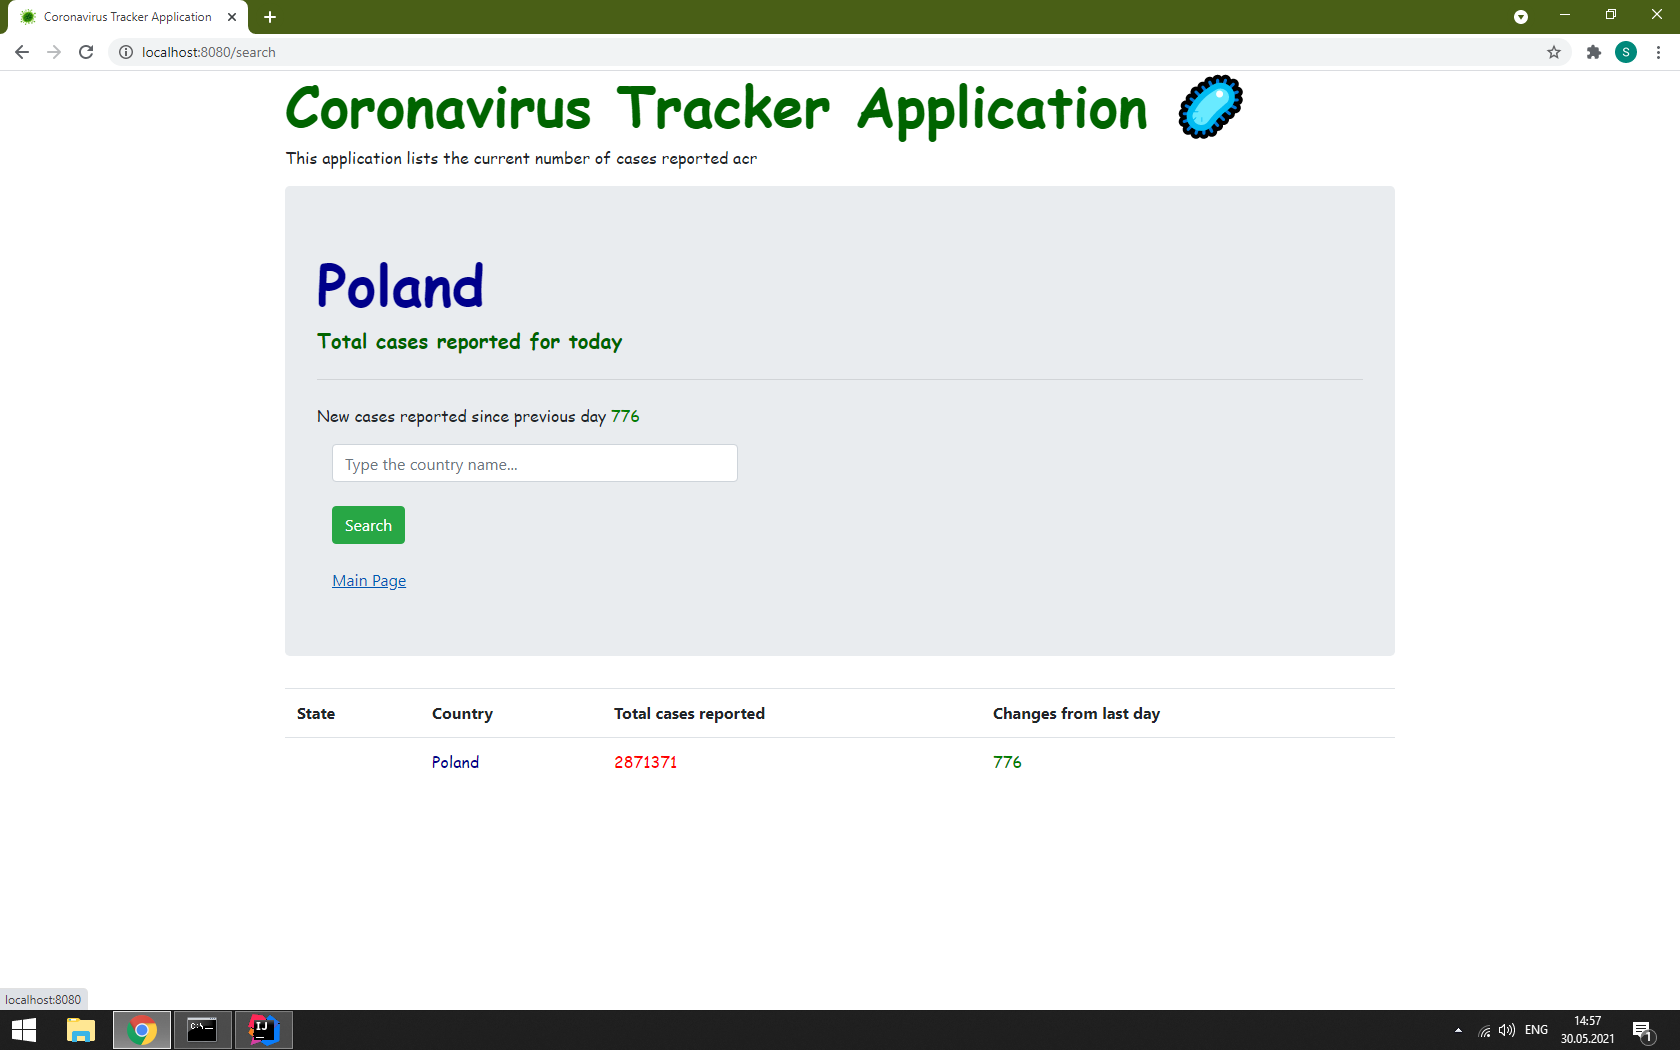 Coronavirus Tracker Application
localhost:8080/search
S
Coronavirus Tracker Application
This application lists the current number of cases reported acr
Poland
Total cases reported for today
New cases reported since previous day 776
Type the country name...
Search
Main Page
State Country Total cases reported Changes from last day
Poland 2871371 776
localhost:8080
C:\_
IJ
ENG
14:57
30.05.2021
1